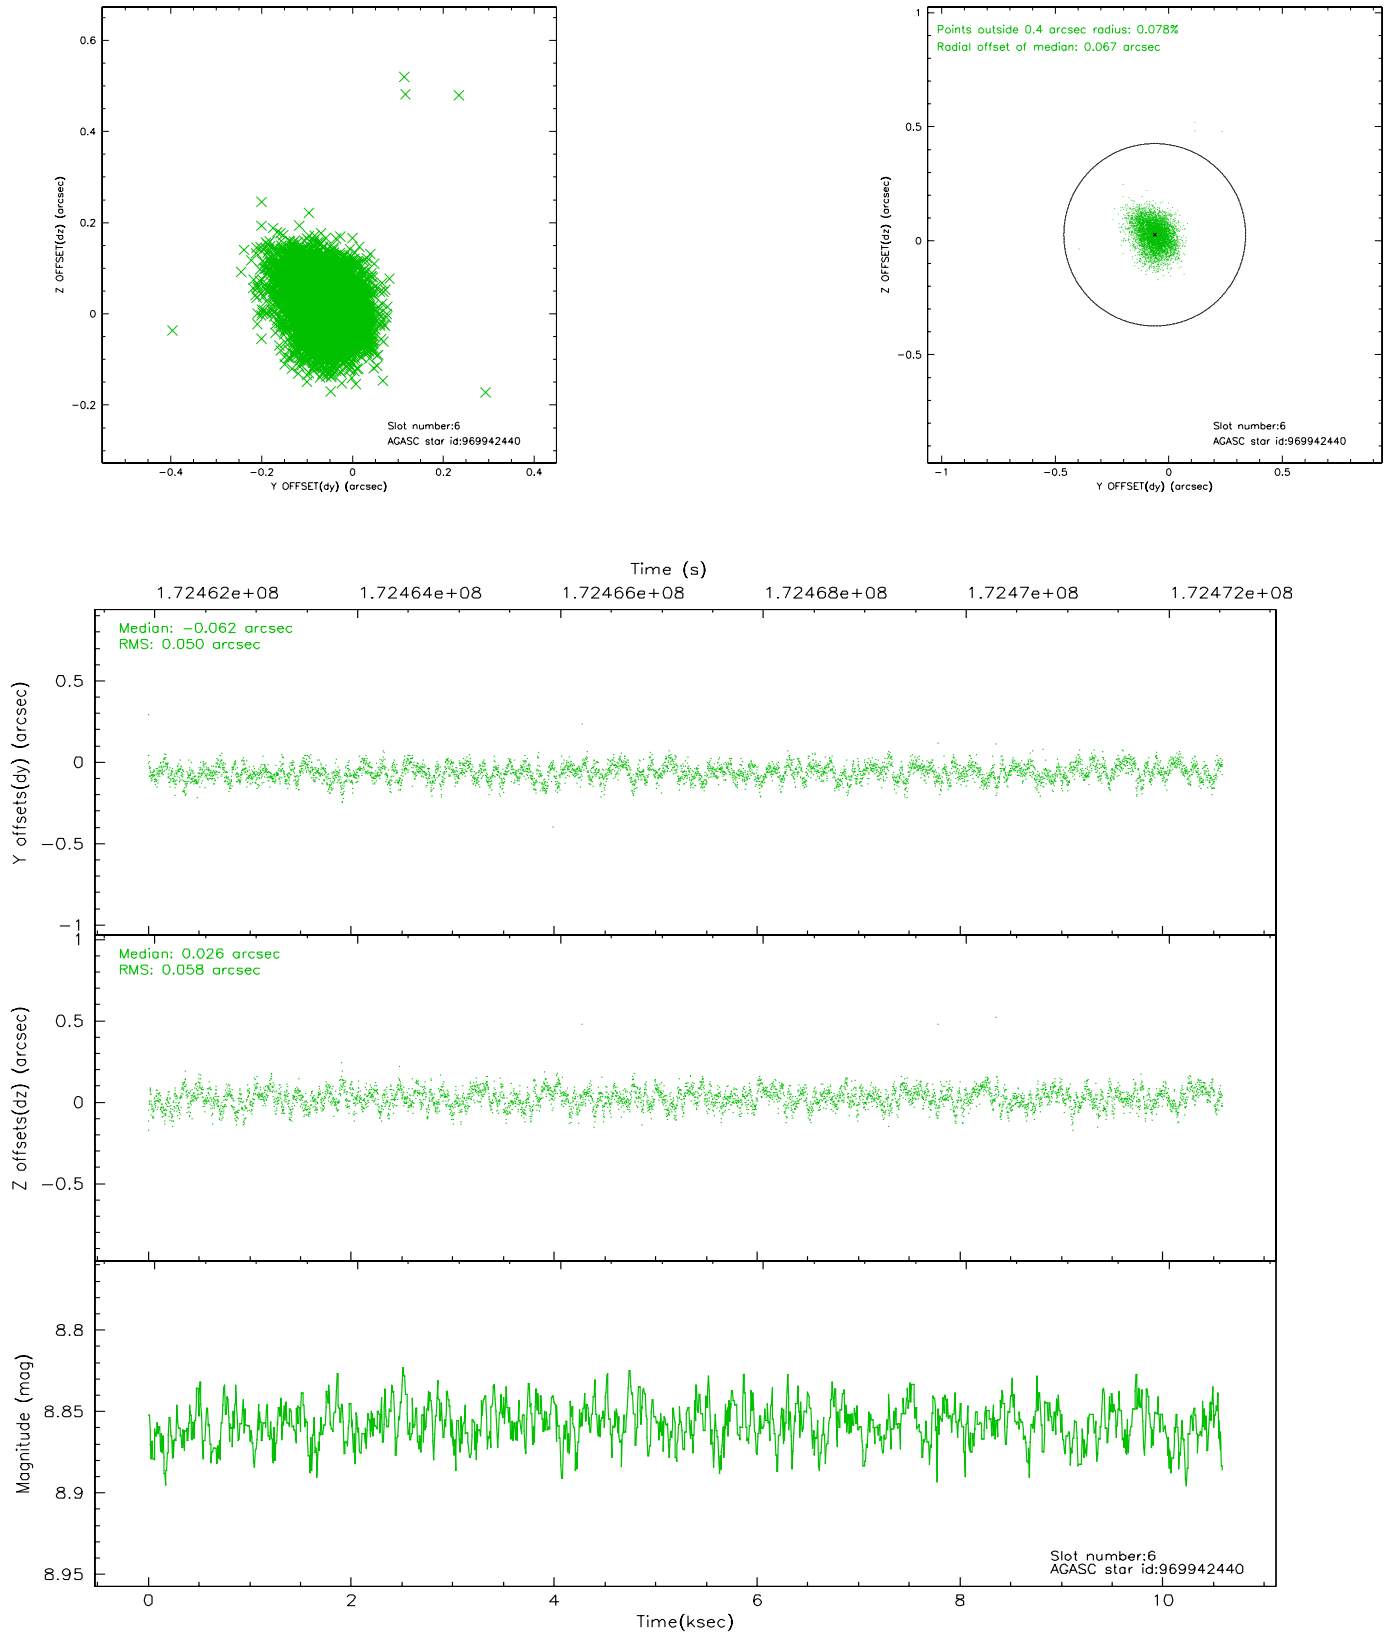 0.6
0.4
0.2
0
−0.2
Z OFFSET(dz) (arcsec)
Slot number:6
AGASC star id:969942440
−0.4
−0.2
0
0.2
0.4
Y OFFSET(dy) (arcsec)
Points outside 0.4 arcsec radius: 0.078%
Radial offset of median: 0.067 arcsec
1
0.5
0
−0.5
Z OFFSET(dz) (arcsec)
Slot number:6
AGASC star id:969942440
−1
−0.5
0
0.5
Y OFFSET(dy) (arcsec)
Time (s)
1.72462e+08
1.72464e+08
1.72466e+08
1.72468e+08
1.7247e+08
1.72472e+08
Median: −0.062 arcsec
RMS: 0.050 arcsec
0.5
0
−0.5
−1
Y offsets(dy) (arcsec)
Median: 0.026 arcsec
RMS: 0.058 arcsec
1
0.5
0
−0.5
Z offsets(dz) (arcsec)
8.8
8.85
8.9
8.95
Magnitude (mag)
Slot number:6
AGASC star id:969942440
0
2
4
6
8
10
Time(ksec)